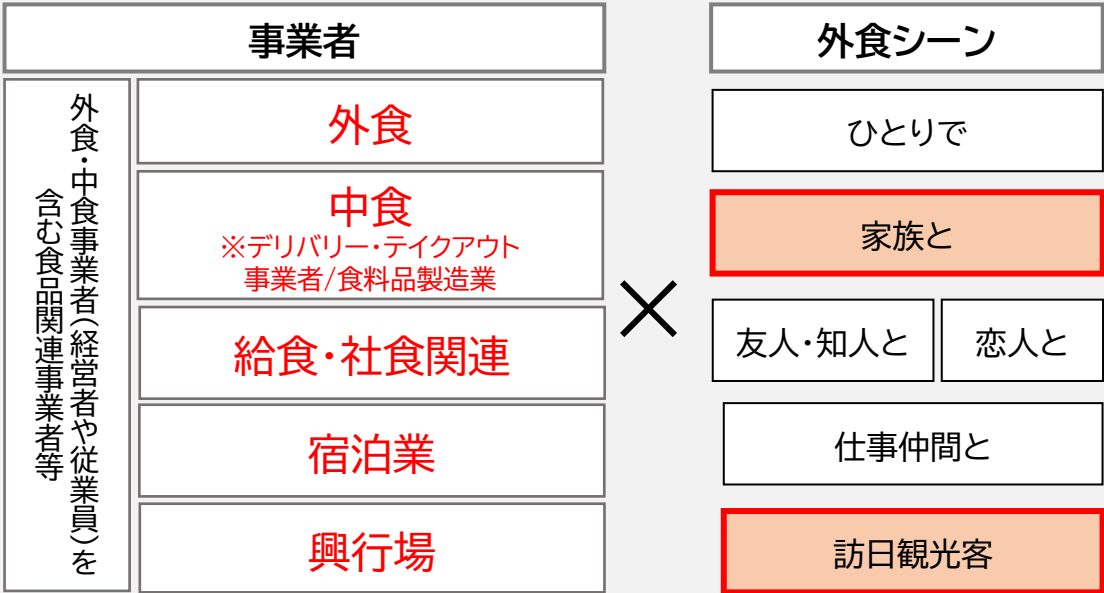 事業者
外食・中食事業者(経営者や従業員)を
含む食品関連事業者等
外食
中食
※デリバリー・テイクアウト
事業者/食料品製造業
給食・社食関連
宿泊業
興行場
×
外食シーン
ひとりで
家族と
友人・知人と
恋人と
仕事仲間と
訪日観光客